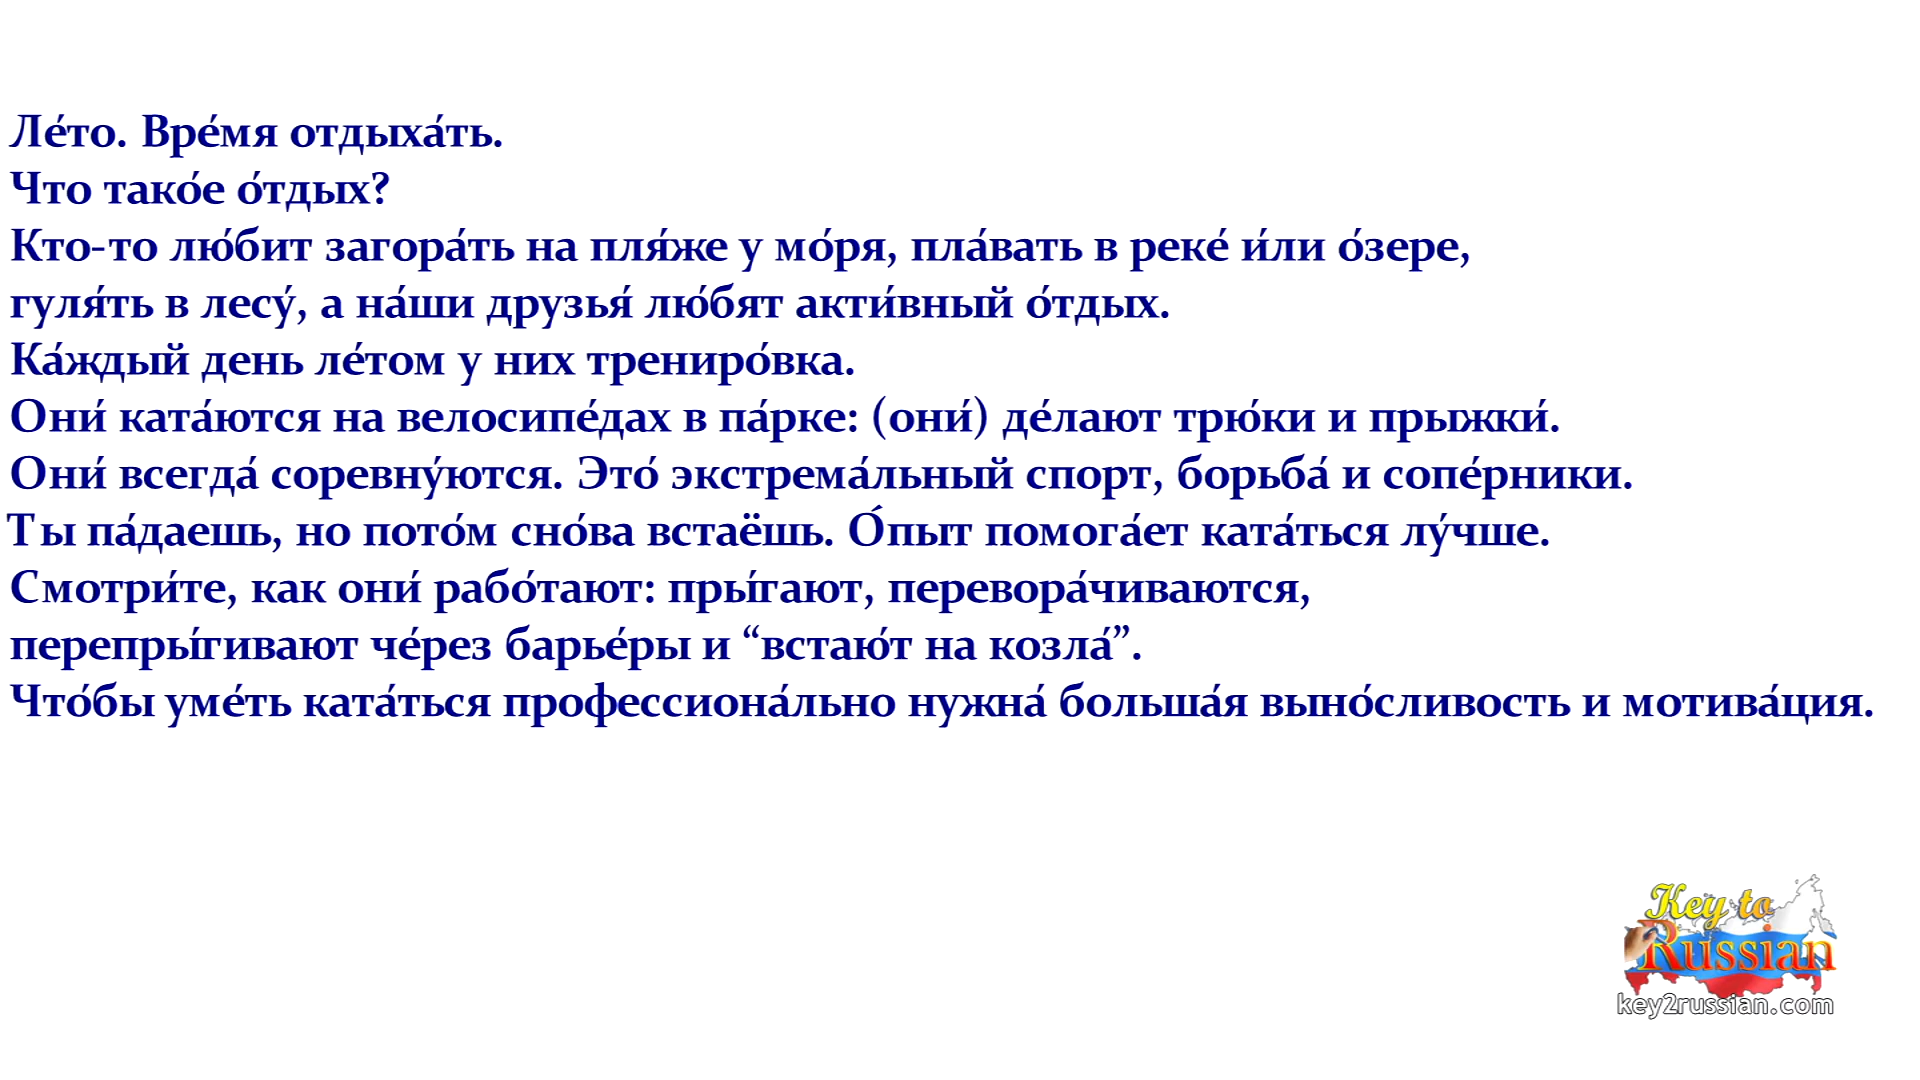 Ле́то. Вре́мя отдыха́ть.
Что тако́е о́тдых?
Кто-то лю́бит загора́ть на пля́же у мо́ря, пла́вать в реке́ и́ли о́зере,
гуля́ть в лесу́, а на́ши друзья́ лю́бят акти́вный о́тдых.
Ка́ждый день ле́том у них трениро́вка.
Они́ ката́ются на велосипе́дах в па́рке: (они́) де́лают трю́ки и прыжки́.
Они́ всегда́ соревну́ются. Это́ экстрема́льный спорт, борьба́ и сопе́рники.
Ты па́даешь, но пото́м сно́ва встаёшь. О́пыт помога́ет ката́ться лу́чше.
Смотри́те, как они́ рабо́тают: пры́гают, перевора́чиваются,
перепры́гивают че́рез барье́ры и “встаю́т на козла́”.
Что́бы уме́ть ката́ться профессиона́льно нужна́ больша́я выно́сливость и мотива́ция.
Key to
Russian
key2russian.com